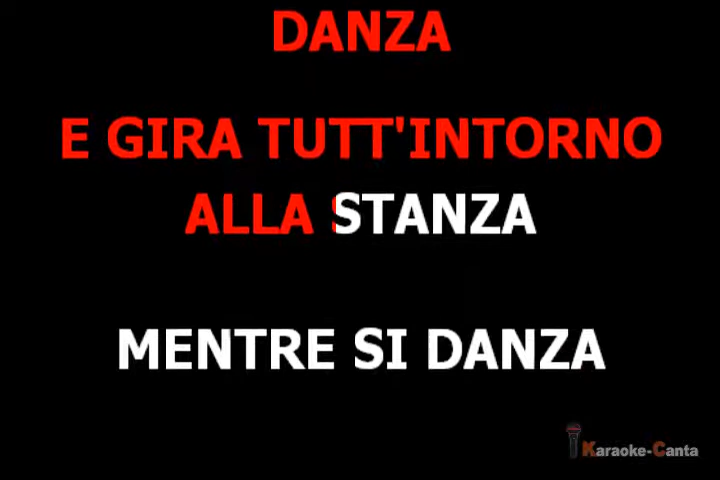 DANZA
E GIRA TUTT'INTORNO
ALLA STANZA
MENTRE SI DANZA
Karaoke-Canta